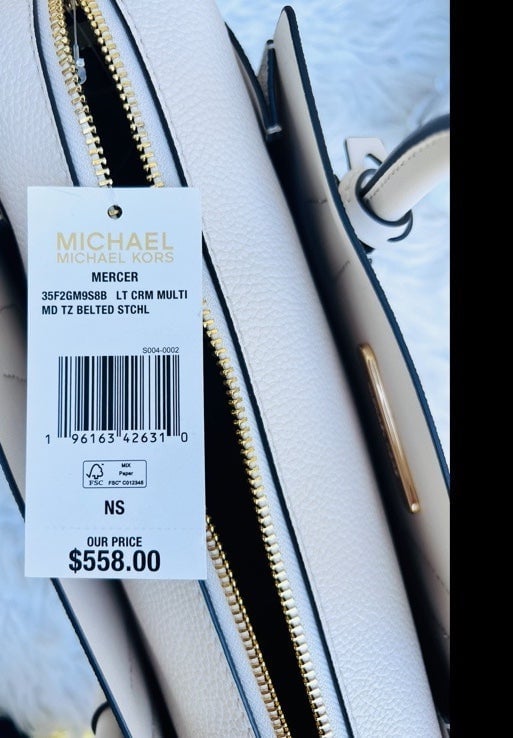 MICHAEL
MICHAEL KORS
MERCER
35F2GM9S8B LT CRM MULTI
MD TZ BELTED STCHL
S004-0002
1 96163 42631 0
MIX
Paper
FSC
FSC® C012345
NS
OUR PRICE
$558.00